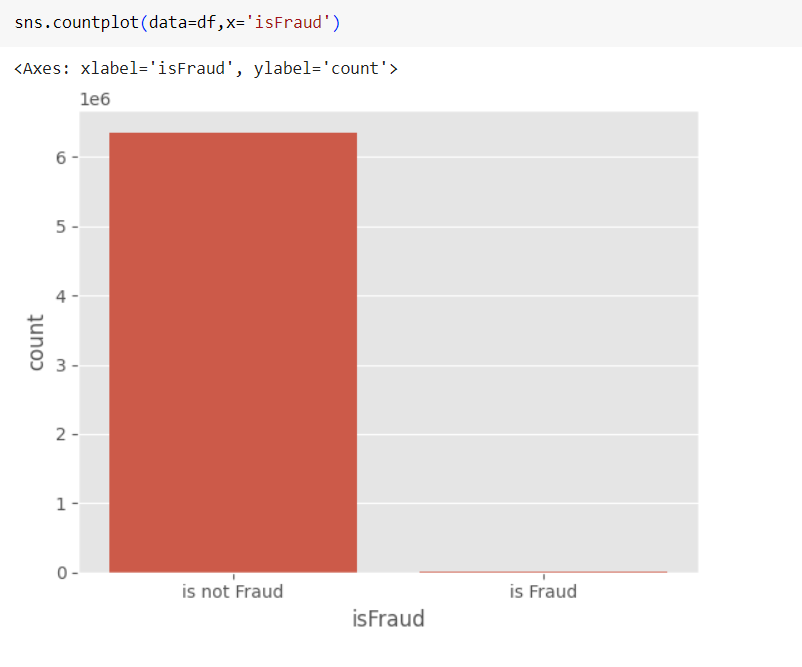 sns.countplot(data=df,x='isFraud')
<Axes: xlabel='isFraud', ylabel='count'>
1e6
6
5
4
3
2
1
0
count
is not Fraud
is Fraud
isFraud